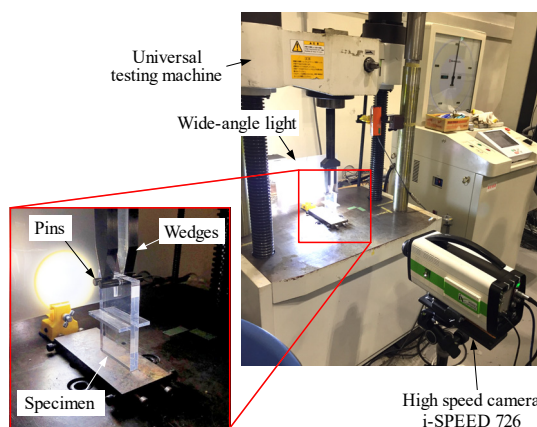 Universal
testing machine
Wide-angle light
Pins
Wedges
Specimen
High speed camera
i-SPEED 726